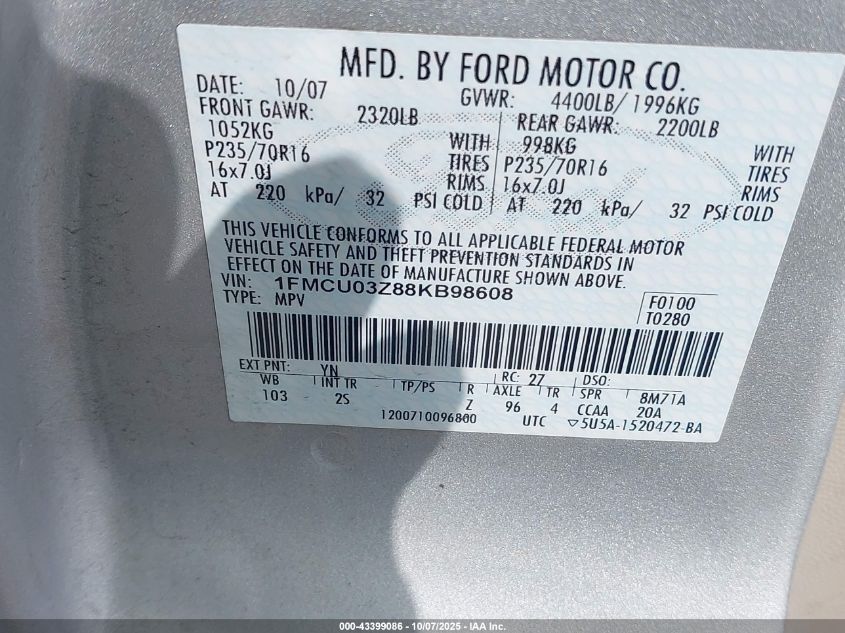 MFD. BY FORD MOTOR CO.
DATE: 10/07 GVWR: 4400LB/ 1996KG
FRONT GAWR: 2320LB REAR GAWR: 2200LB
1052KG WITH 998KG WITH
P235/70R16 TIRES P235/70R16 TIRES
16x7.0J RIMS 16x7.0J RIMS
AT 220 kPa/ 32 PSI COLD AT 220 kPa/ 32 PSI COLD
THIS VEHICLE CONFORMS TO ALL APPLICABLE FEDERAL MOTOR
VEHICLE SAFETY AND THEFT PREVENTION STANDARDS IN
EFFECT ON THE DATE OF MANUFACTURE SHOWN ABOVE.
VIN: 1FMCU03Z88KB98608 F0100
TYPE: MPV T0280
EXT PNT: YN RC: 27 DSO:
WB INT TR TP/PS R AXLE TR SPR 8M71A
103 2S Z 96 4 CCAA 20A
1200710096800 UTC ▽5U5A-1520472-BA
000-43399086 - 10/07/2025 - IAA Inc.